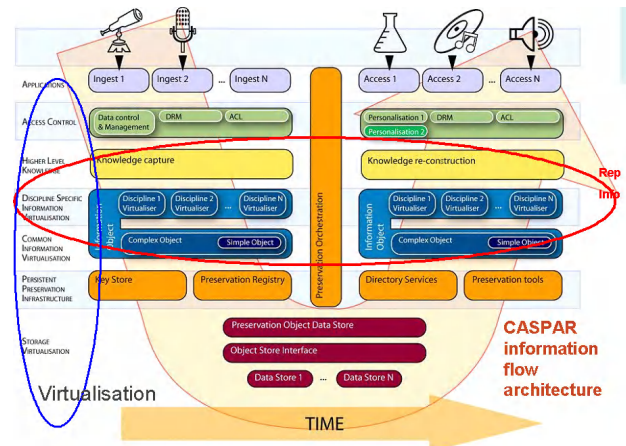 Ingest 1 Ingest 2 ... Ingest N
Access 1 Access 2 ... Access N
APPLICATIONS
ACCESS CONTROL
Data control & Management
DRM
ACL
Personalisation 1
Personalisation 2
DRM
ACL
HIGHER LEVEL
KNOWLEDGE
Knowledge capture
Knowledge re-construction
Rep
Info
DISCIPLINE SPECIFIC
INFORMATION
VIRTUALISATION
Information Object
Discipline 1 Virtualiser
Discipline 2 Virtualiser
...
Discipline N Virtualiser
Information Object
Discipline 1 Virtualiser
Discipline 2 Virtualiser
...
Discipline N Virtualiser
COMMON
INFORMATION
VIRTUALISATION
Complex Object
Simple Object
Complex Object
Simple Object
Preservation Orchestration
PERSISTENT
PRESERVATION
INFRASTRUCTURE
Key Store
Preservation Registry
Directory Services
Preservation tools
STORAGE
VIRTUALISATION
Preservation Object Data Store
Object Store Interface
Data Store 1 ... Data Store N
CASPAR
information
flow
architecture
Virtualisation
TIME